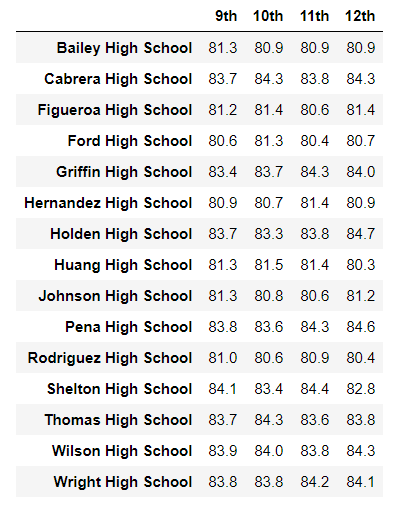 9th 10th 11th 12th
Bailey High School 81.3 80.9 80.9 80.9
Cabrera High School 83.7 84.3 83.8 84.3
Figueroa High School 81.2 81.4 80.6 81.4
Ford High School 80.6 81.3 80.4 80.7
Griffin High School 83.4 83.7 84.3 84.0
Hernandez High School 80.9 80.7 81.4 80.9
Holden High School 83.7 83.3 83.8 84.7
Huang High School 81.3 81.5 81.4 80.3
Johnson High School 81.3 80.8 80.6 81.2
Pena High School 83.8 83.6 84.3 84.6
Rodriguez High School 81.0 80.6 80.9 80.4
Shelton High School 84.1 83.4 84.4 82.8
Thomas High School 83.7 84.3 83.6 83.8
Wilson High School 83.9 84.0 83.8 84.3
Wright High School 83.8 83.8 84.2 84.1